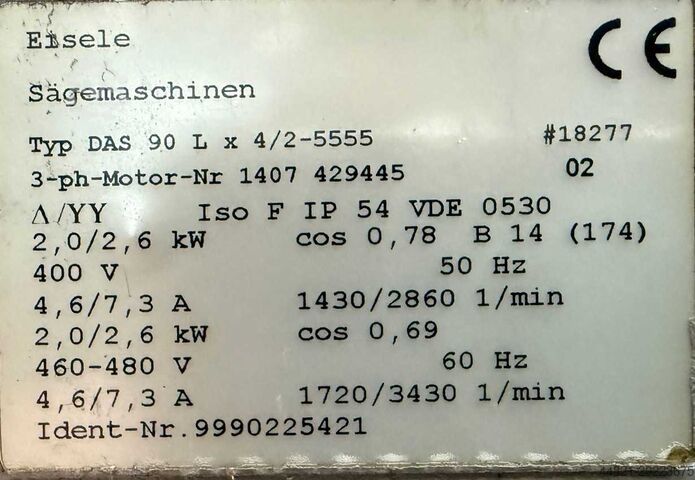 Eisele
CE
Sägemaschinen
Typ DAS 90 L x 4/2-5555 #18277
3-ph-Motor-Nr 1407 429445 02
Δ/YY Iso F IP 54 VDE 0530
2,0/2,6 kW cos 0,78 B 14 (174)
400 V 50 Hz
4,6/7,3 A 1430/2860 1/min
2,0/2,6 kW cos 0,69
460-480 V 60 Hz
4,6/7,3 A 1720/3430 1/min
Ident-Nr.9990225421